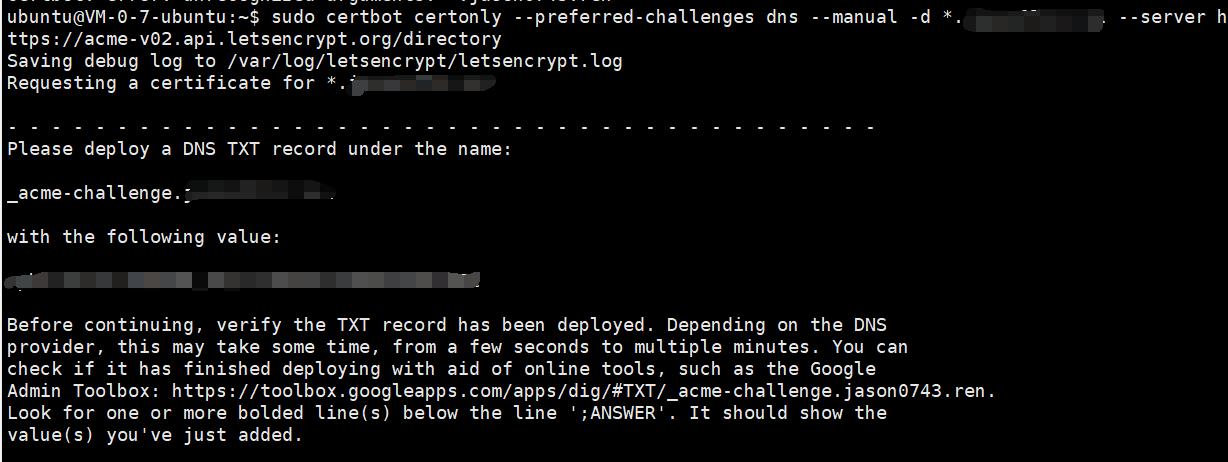 ubuntu@VM-0-7-ubuntu:~$ sudo certbot certonly --preferred-challenges dns --manual -d *. --server h
ttps://acme-v02.api.letsencrypt.org/directory
Saving debug log to /var/log/letsencrypt/letsencrypt.log
Requesting a certificate for *.
- - - - - - - - - - - - - - - - - - - - - - - - - - - - - - - - - - - - - - - -
Please deploy a DNS TXT record under the name:
_acme-challenge.
with the following value:
Before continuing, verify the TXT record has been deployed. Depending on the DNS
provider, this may take some time, from a few seconds to multiple minutes. You can
check if it has finished deploying with aid of online tools, such as the Google
Admin Toolbox: https://toolbox.googleapps.com/apps/dig/#TXT/_acme-challenge.jason0743.ren.
Look for one or more bolded line(s) below the line ';ANSWER'. It should show the
value(s) you've just added.